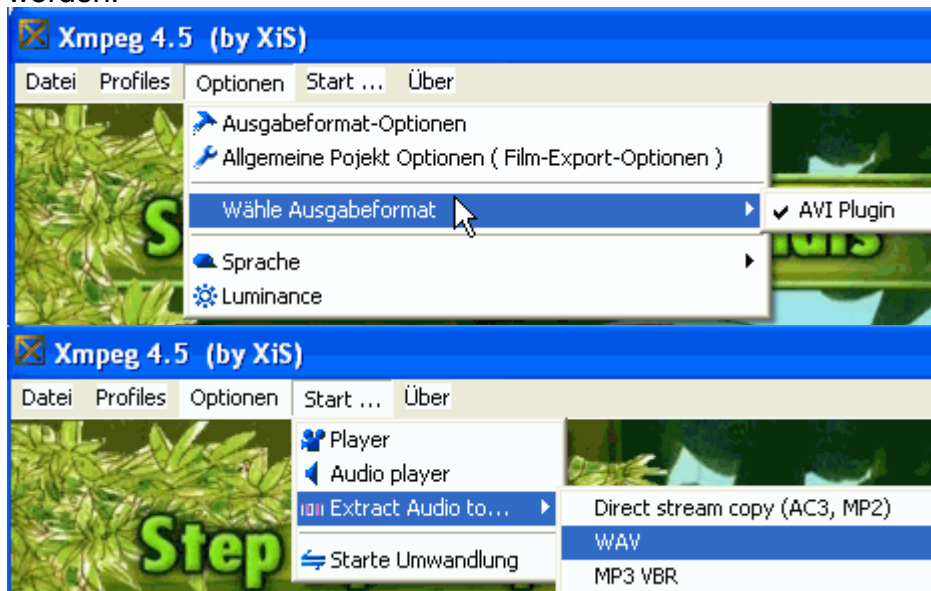 Xmpeg 4.5 (by XiS)
Datei Profiles Optionen Start ... Über
Ausgabeformat-Optionen
Allgemeine Pojekt Optionen ( Film-Export-Optionen )
Wähle Ausgabeformat
AVI Plugin
Sprache
Luminance
Xmpeg 4.5 (by XiS)
Datei Profiles Optionen Start ... Über
Player
Audio player
Extract Audio to...
Direct stream copy (AC3, MP2)
WAV
MP3 VBR
Starte Umwandlung
Step